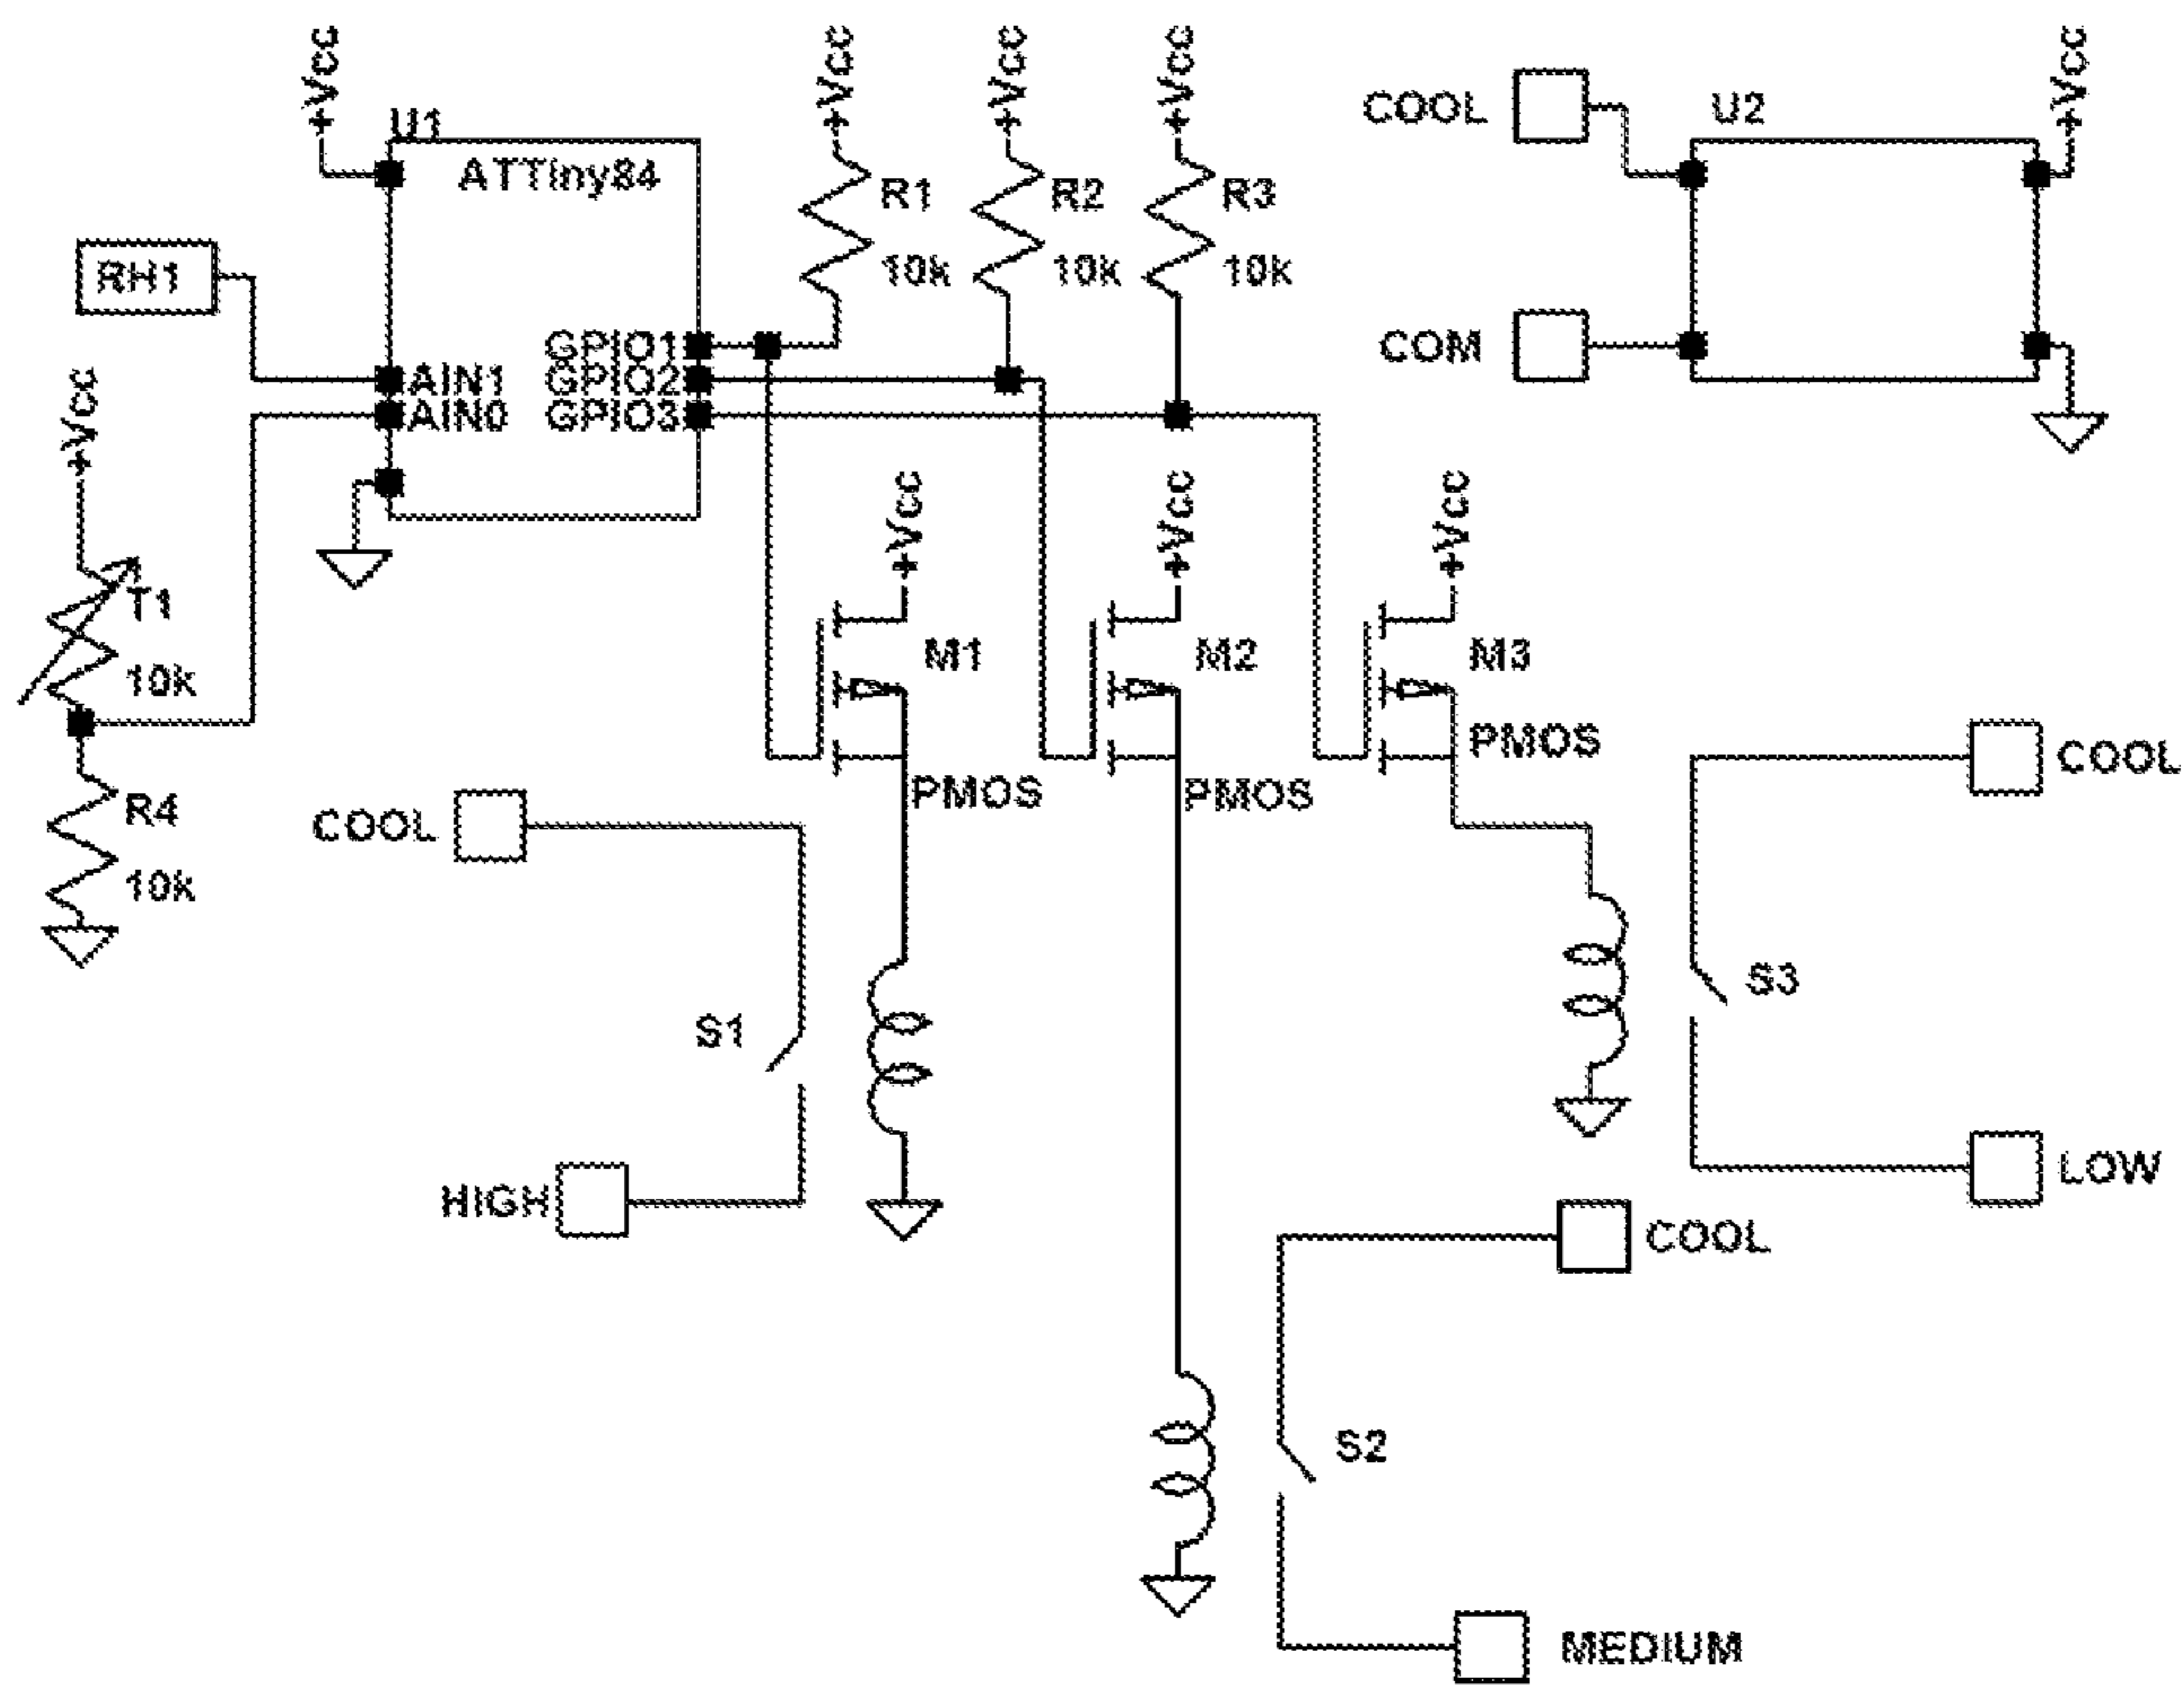 +Vcc
+Vcc
+Vcc
+Vcc
+Vcc
COOL
U2
U1
ATTiny84
R1
R2
R3
10k
10k
10k
RH1
COM
GPIO1
AIN1
GPIO2
AIN0
GPIO3
+Vcc
+Vcc
+Vcc
+Vcc
T1
10k
M1
M2
M3
PMOS
PMOS
PMOS
COOL
R4
10k
COOL
S3
S1
HIGH
LOW
COOL
S2
MEDIUM